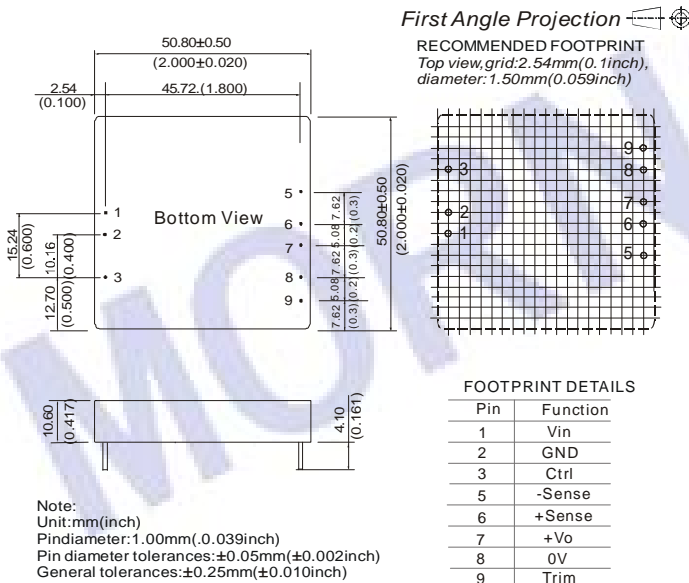 First Angle Projection
RECOMMENDED FOOTPRINT
Top view,grid:2.54mm(0.1inch),
diameter:1.50mm(0.059inch)
50.80±0.50
(2.000±0.020)
2.54
(0.100)
45.72.(1.800)
Bottom View
1
2
3
5
6
7
8
9
15.24
(0.600)
10.16
(0.400)
12.70
(0.500)
7.62
(0.3)
5.08
(0.2)
7.62
(0.3)
5.08
(0.2)
7.62
(0.3)
50.80±0.50
(2.000±0.020)
3
2
1
9
8
7
6
5
10.60
(0.417)
4.10
(0.161)
FOOTPRINT DETAILS
Pin Function
1 Vin
2 GND
3 Ctrl
5 -Sense
6 +Sense
7 +Vo
8 0V
9 Trim
Note:
Unit:mm(inch)
Pindiameter:1.00mm(.0.039inch)
Pin diameter tolerances:±0.05mm(±0.002inch)
General tolerances:±0.25mm(±0.010inch)
MORN